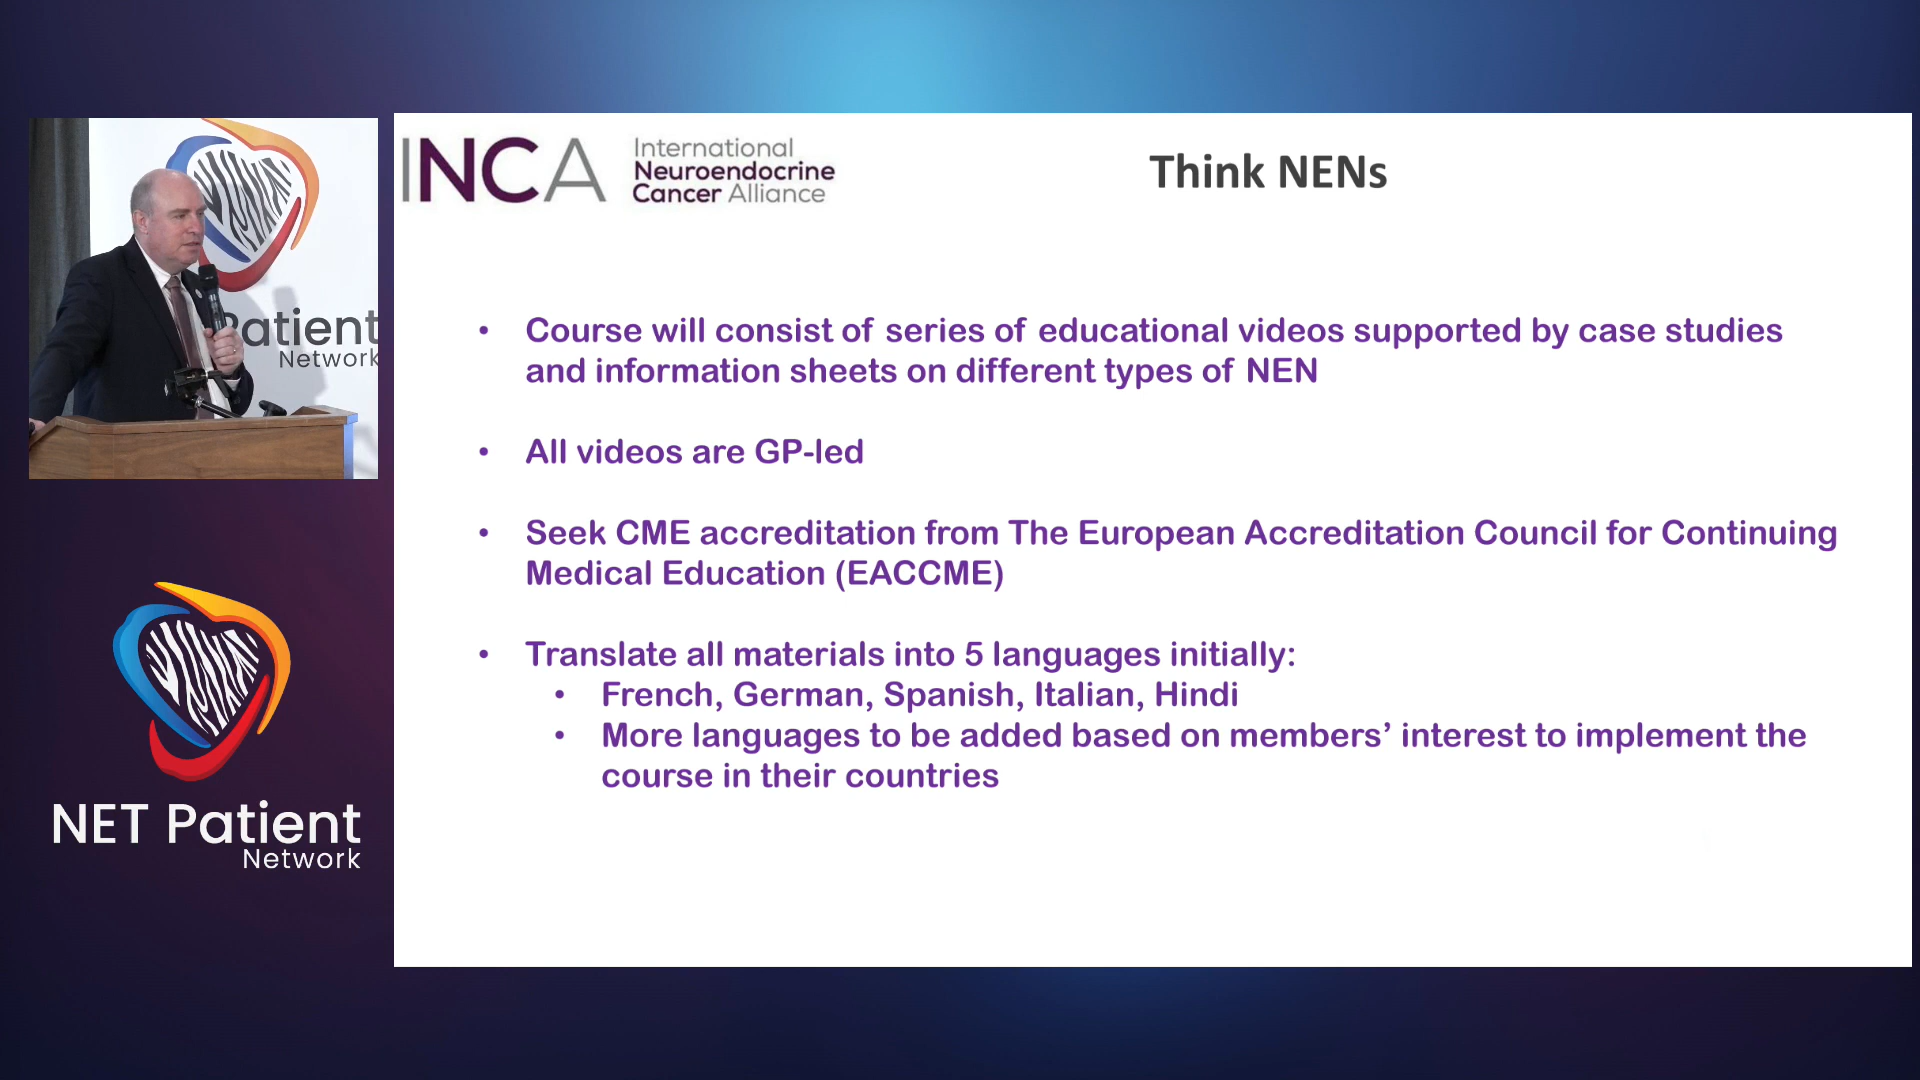 INCA
International
Neuroendocrine
Cancer Alliance
Think NENs
Patient
Network
• Course will consist of series of educational videos supported by case studies
and information sheets on different types of NEN
• All videos are GP-led
• Seek CME accreditation from The European Accreditation Council for Continuing
Medical Education (EACCME)
• Translate all materials into 5 languages initially:
• French, German, Spanish, Italian, Hindi
• More languages to be added based on members’ interest to implement the
course in their countries
NET Patient
Network